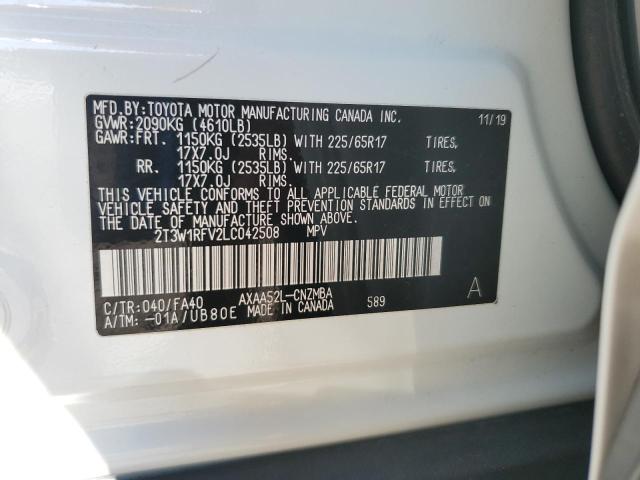 MFD.BY:TOYOTA MOTOR MANUFACTURING CANADA INC. 11/19
GVWR:2090KG (4610LB)
GAWR:FRT. 1150KG (2535LB) WITH 225/65R17 TIRES,
17X7.0J RIMS.
RR. 1150KG (2535LB) WITH 225/65R17 TIRES,
17X7.0J RIMS.
THIS VEHICLE CONFORMS TO ALL APPLICABLE FEDERAL MOTOR
VEHICLE SAFETY AND THEFT PREVENTION STANDARDS IN EFFECT
ON THE DATE OF MANUFACTURE SHOWN ABOVE.
2T3W1RFV2LC042508 MPV
A
C/TR:040/FA40 AXAA52L-CNZMBA 589
A/TM:-01A/UB80E MADE IN CANADA